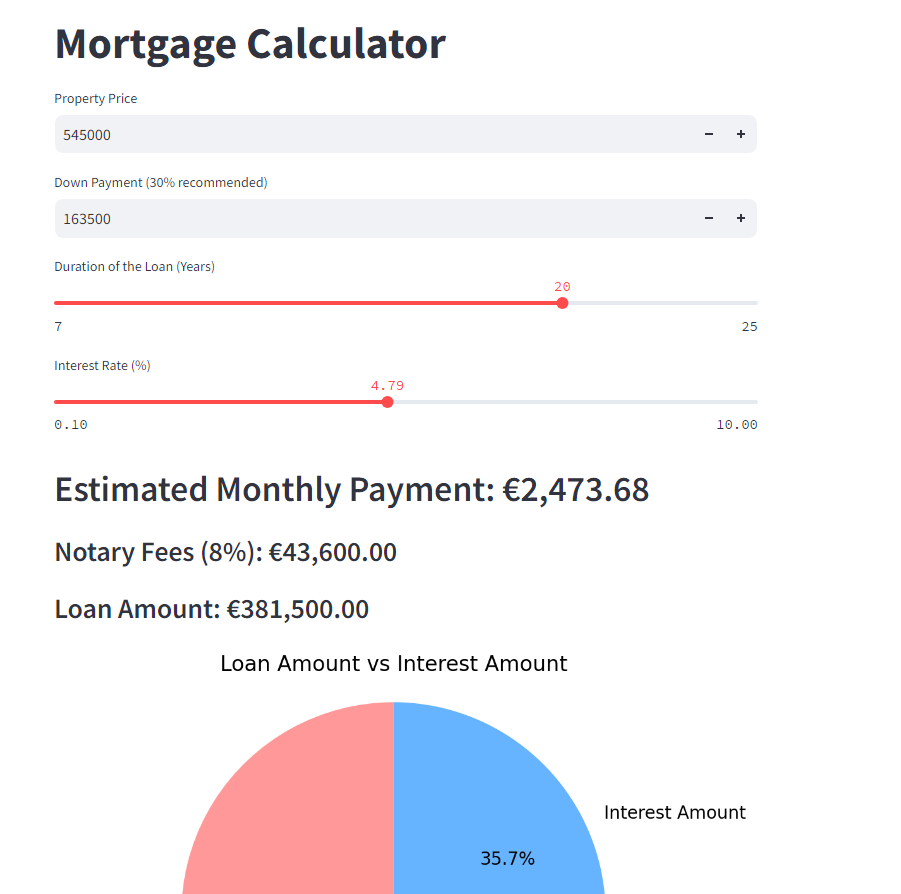 Mortgage Calculator
Property Price
545000 − +
Down Payment (30% recommended)
163500 − +
Duration of the Loan (Years)
20
7 25
Interest Rate (%)
4.79
0.10 10.00
Estimated Monthly Payment: €2,473.68
Notary Fees (8%): €43,600.00
Loan Amount: €381,500.00
Loan Amount vs Interest Amount
Interest Amount
35.7%